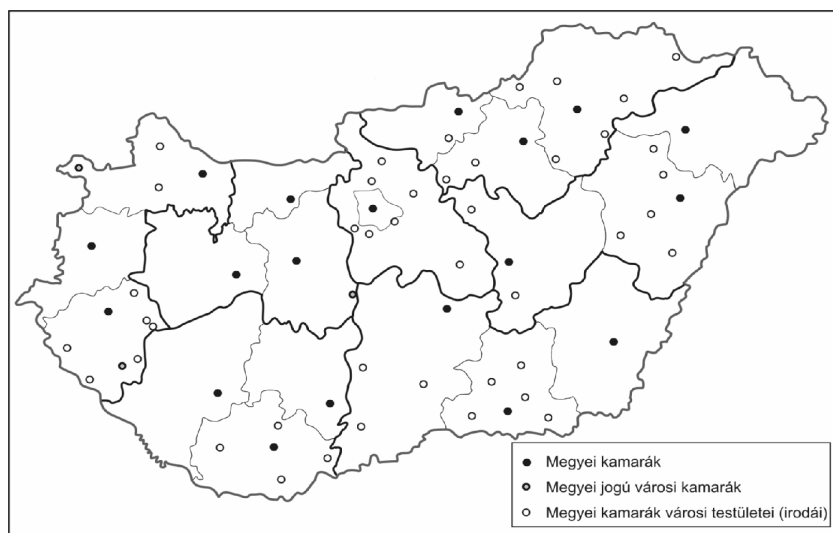 Megyei kamarák
Megyei jogú városi kamarák
Megyei kamarák városi testületei (irodái)